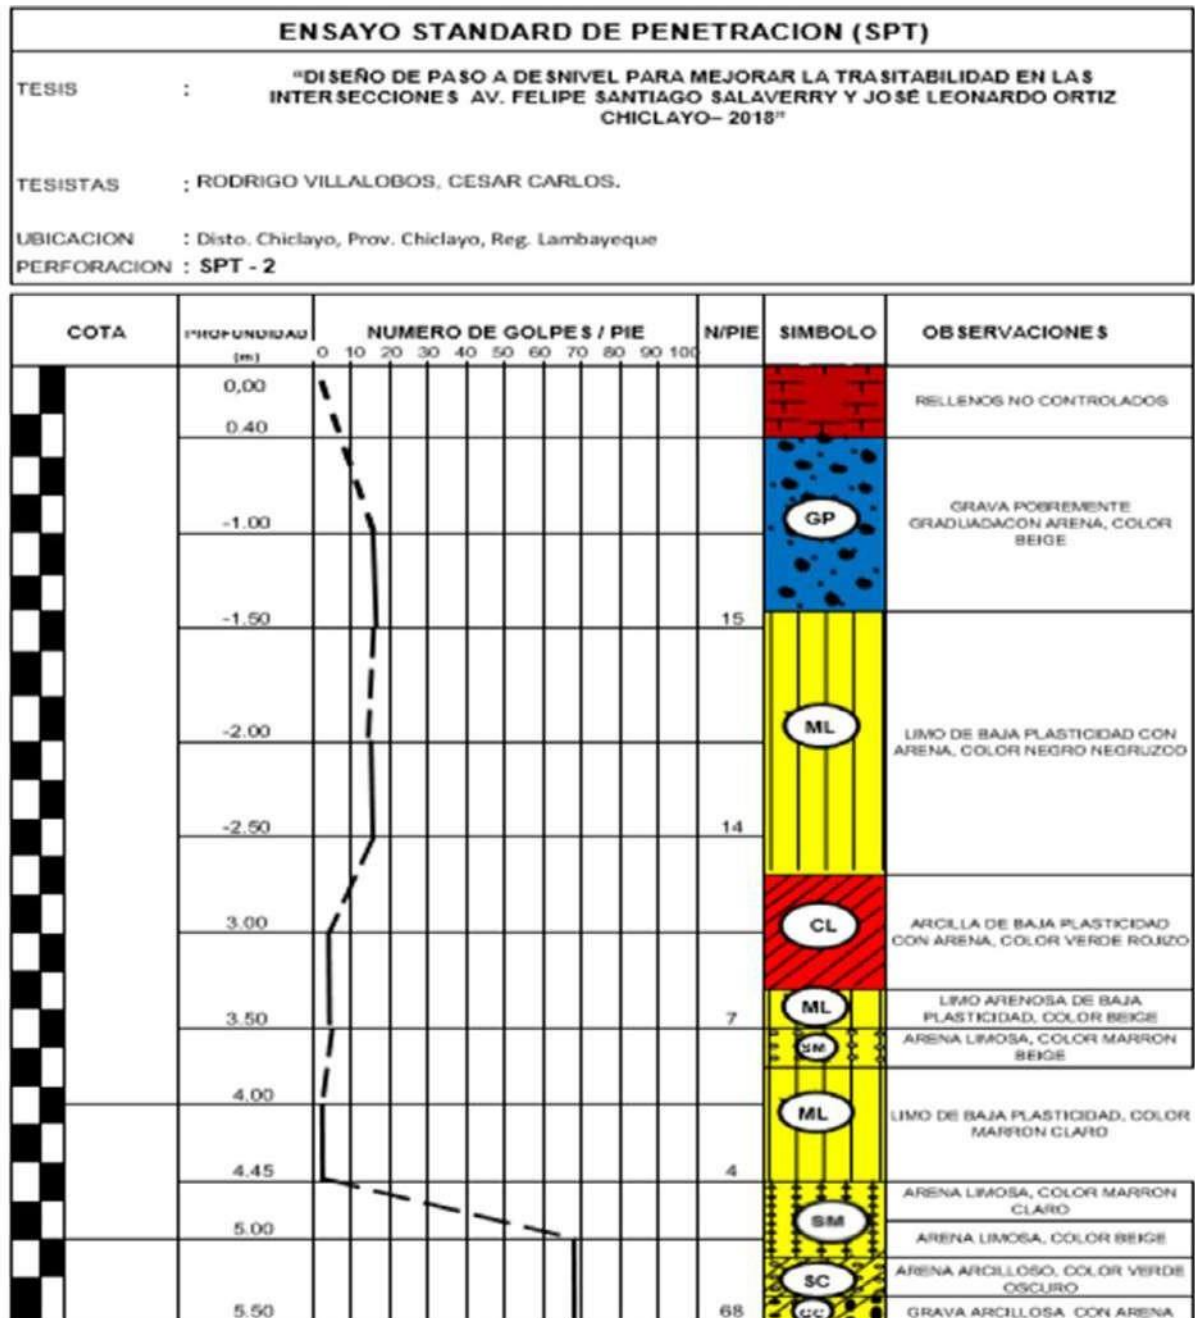 ENSAYO STANDARD DE PENETRACION (SPT)
TESIS : "DISEÑO DE PASO A DESNIVEL PARA MEJORAR LA TRASITABILIDAD EN LAS
INTERSECCIONES AV. FELIPE SANTIAGO SALAVERRY Y JOSÉ LEONARDO ORTIZ
CHICLAYO– 2018"
TESISTAS : RODRIGO VILLALOBOS, CESAR CARLOS.
UBICACION : Disto. Chiclayo, Prov. Chiclayo, Reg. Lambayeque
PERFORACION : SPT - 2
COTA PROFUNDIDAD NUMERO DE GOLPES / PIE N/PIE SIMBOLO OBSERVACIONES
(m) 0 10 20 30 40 50 60 70 80 90 100
0,00
RELLENOS NO CONTROLADOS
0.40
GRAVA POBREMENTE
GP GRADUADACON ARENA, COLOR
-1.00
BEIGE
-1.50 15
ML
-2.00
LIMO DE BAJA PLASTICIDAD CON
ARENA, COLOR NEGRO NEGRUZCO
-2.50 14
3.00 CL ARCILLA DE BAJA PLASTICIDAD
CON ARENA, COLOR VERDE ROJIZO
ML LIMO ARENOSA DE BAJA
3.50 7 PLASTICIDAD, COLOR BEIGE
SM ARENA LIMOSA, COLOR MARRON
BEIGE
4.00
ML LIMO DE BAJA PLASTICIDAD, COLOR
MARRON CLARO
4.45 4
ARENA LIMOSA, COLOR MARRON
CLARO
SM
5.00 ARENA LIMOSA, COLOR BEIGE
SC ARENA ARCILLOSO, COLOR VERDE
OSCURO
5.50 68 GRAVA ARCILLOSA CON ARENA